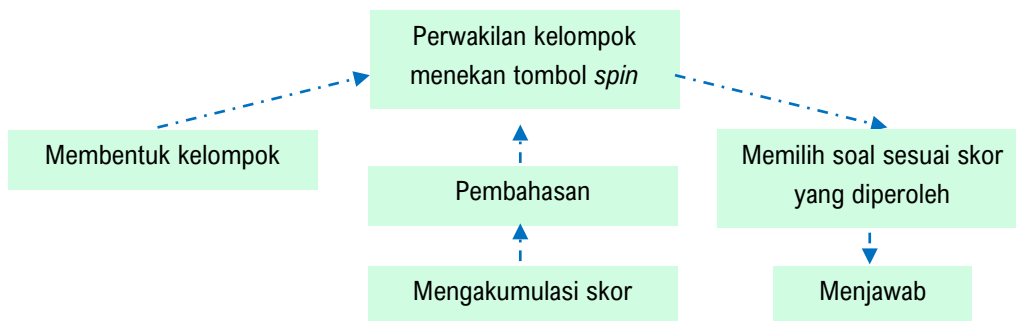 Perwakilan kelompok
menekan tombol spin
Membentuk kelompok
Memilih soal sesuai skor
yang diperoleh
Pembahasan
Mengakumulasi skor
Menjawab